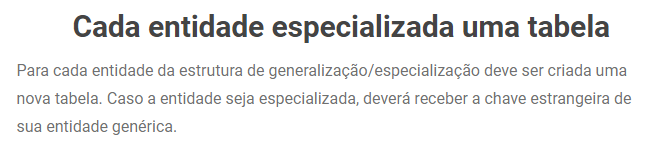 Cada entidade especializada uma tabela
Para cada entidade da estrutura de generalização/especialização deve ser criada uma
nova tabela. Caso a entidade seja especializada, deverá receber a chave estrangeira de
sua entidade genérica.